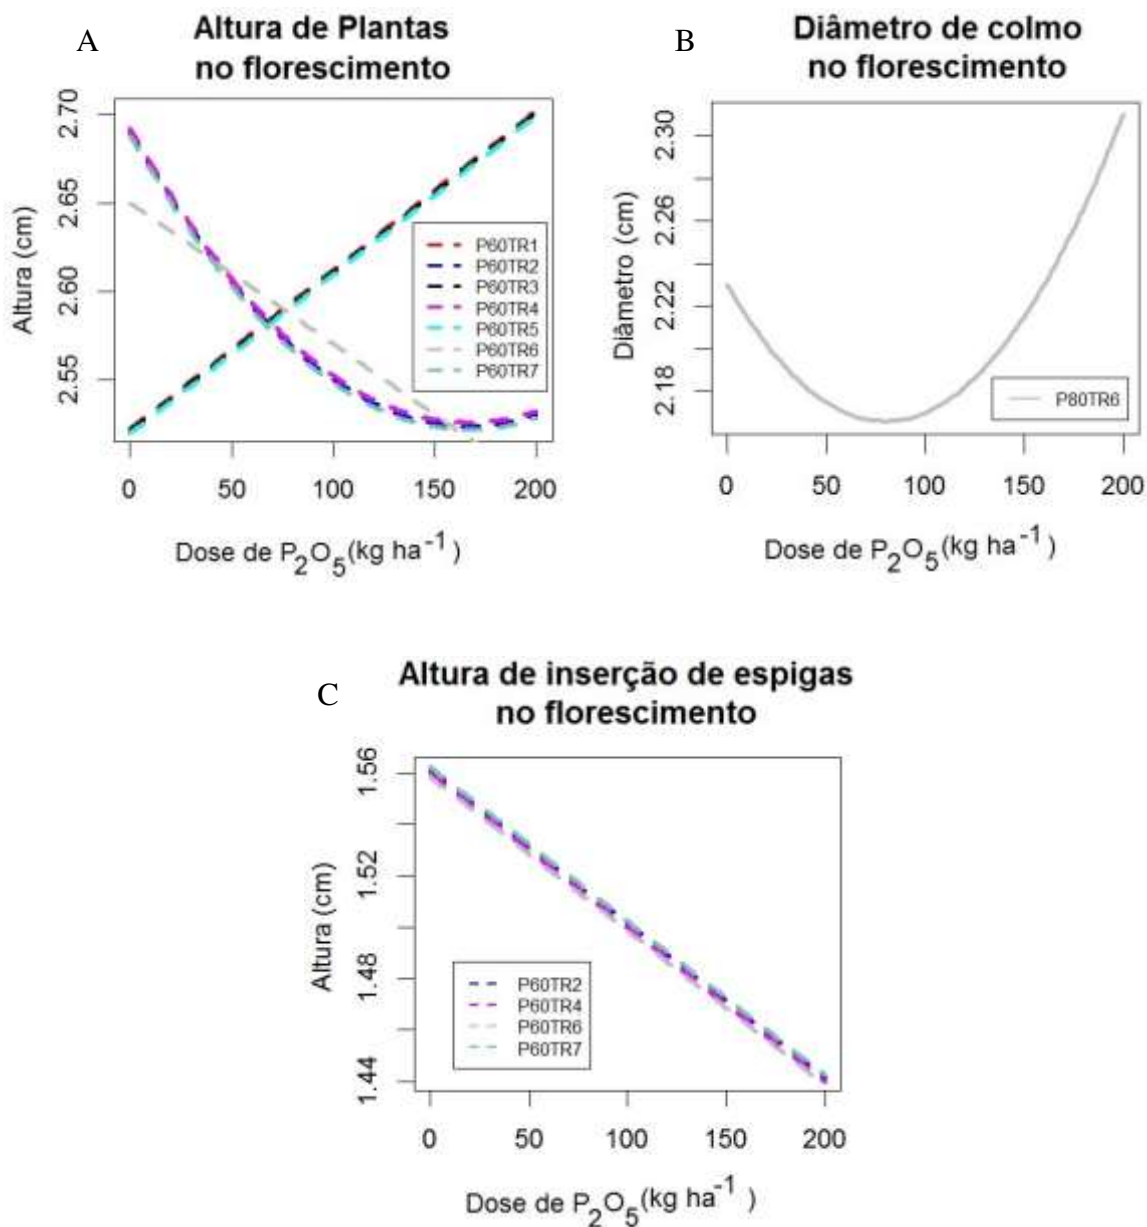 A
Altura de Plantas
no florescimento
Altura (cm)
2.70
2.65
2.60
2.55
P60TR1
P60TR2
P60TR3
P60TR4
P60TR5
P60TR6
P60TR7
0 50 100 150 200
Dose de P2O5(kg ha-1 )
B
Diâmetro de colmo
no florescimento
Diâmetro (cm)
2.30
2.26
2.22
2.18
P80TR6
0 50 100 150 200
Dose de P2O5(kg ha-1 )
C
Altura de inserção de espigas
no florescimento
Altura (cm)
1.56
1.52
1.48
1.44
P60TR2
P60TR4
P60TR6
P60TR7
0 50 100 150 200
Dose de P2O5(kg ha-1 )